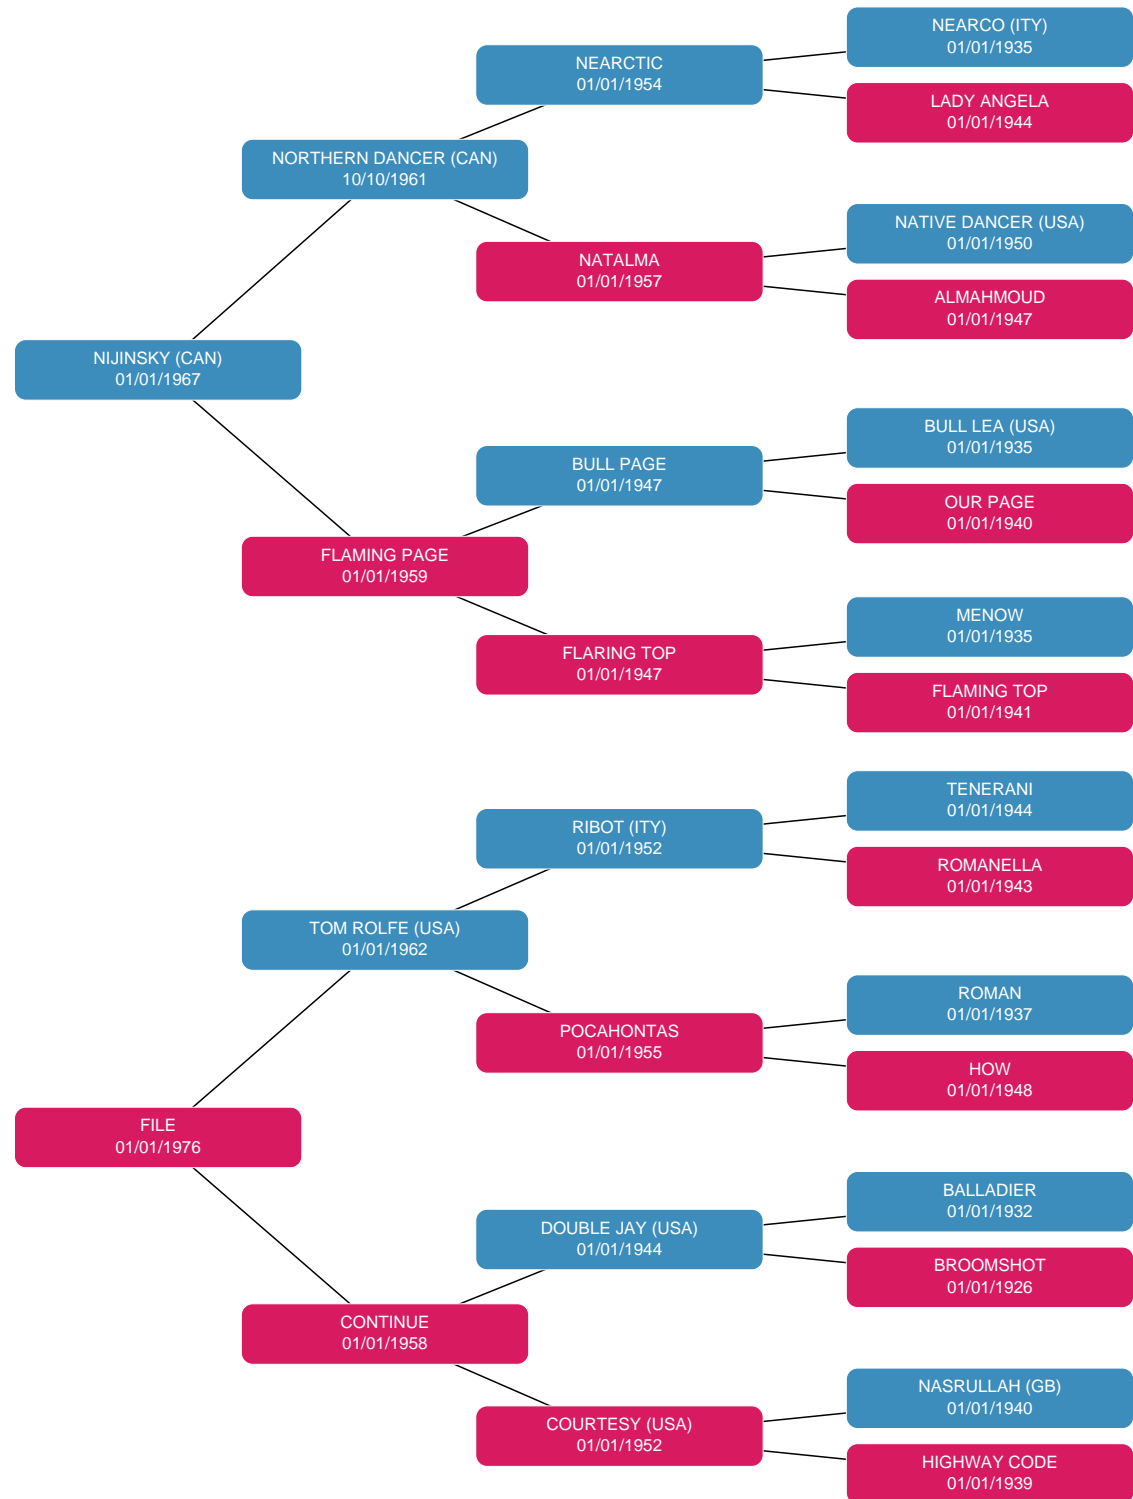 NEARCO (ITY)
01/01/1935
NEARCTIC
01/01/1954
LADY ANGELA
01/01/1944
NORTHERN DANCER (CAN)
10/10/1961
NATIVE DANCER (USA)
01/01/1950
NATALMA
01/01/1957
ALMAHMOUD
01/01/1947
NIJINSKY (CAN)
01/01/1967
BULL LEA (USA)
01/01/1935
BULL PAGE
01/01/1947
OUR PAGE
01/01/1940
FLAMING PAGE
01/01/1959
MENOW
01/01/1935
FLARING TOP
01/01/1947
FLAMING TOP
01/01/1941
TENERANI
01/01/1944
RIBOT (ITY)
01/01/1952
ROMANELLA
01/01/1943
TOM ROLFE (USA)
01/01/1962
ROMAN
01/01/1937
POCAHONTAS
01/01/1955
HOW
01/01/1948
FILE
01/01/1976
BALLADIER
01/01/1932
DOUBLE JAY (USA)
01/01/1944
BROOMSHOT
01/01/1926
CONTINUE
01/01/1958
NASRULLAH (GB)
01/01/1940
COURTESY (USA)
01/01/1952
HIGHWAY CODE
01/01/1939